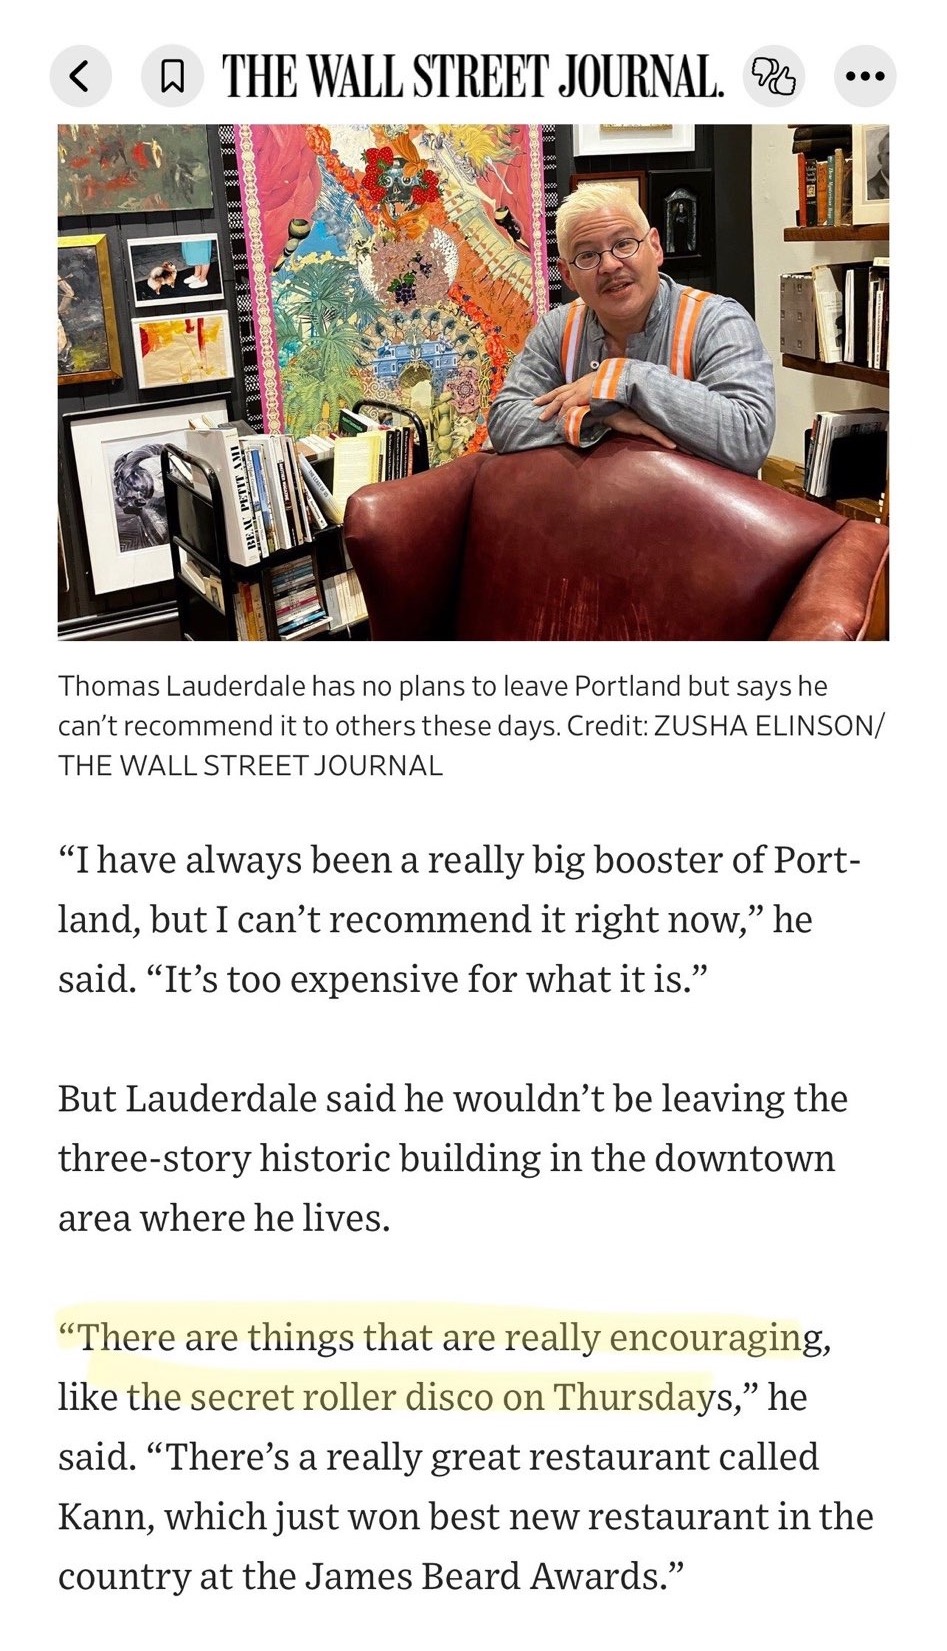 THE WALL STREET JOURNAL.
BEAU PETIT AMI
Thomas Lauderdale has no plans to leave Portland but says he
can’t recommend it to others these days. Credit: ZUSHA ELINSON/
THE WALL STREET JOURNAL
“I have always been a really big booster of Port-
land, but I can’t recommend it right now,” he
said. “It’s too expensive for what it is.”
But Lauderdale said he wouldn’t be leaving the
three-story historic building in the downtown
area where he lives.
“There are things that are really encouraging,
like the secret roller disco on Thursdays,” he
said. “There’s a really great restaurant called
Kann, which just won best new restaurant in the
country at the James Beard Awards.”